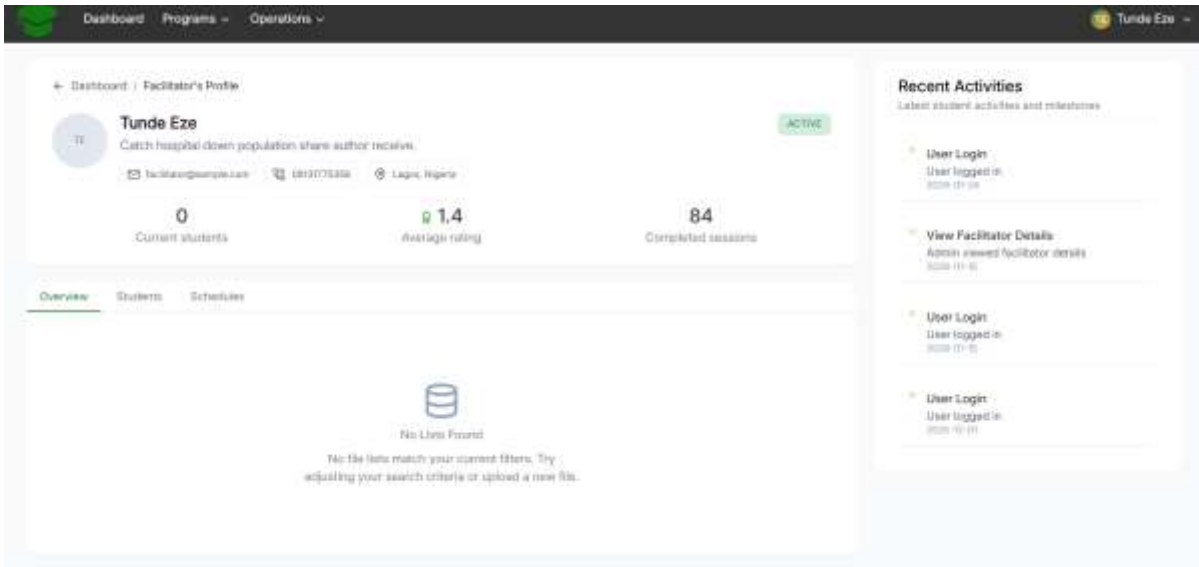 Dashboard Programs Operations
Tunde Eze
Dashboard / Facilitator's Profile
TE
Tunde Eze
ACTIVE
Catch hospital down population share author receive.
Lagos, Nigeria
0
Current students
1.4
Average rating
84
Completed sessions
Overview Students Schedules
No Lists Found
No file lists match your current filters. Try
adjusting your search criteria or upload a new file.
Recent Activities
Latest student activities and milestones
User Login
User logged in
View Facilitator Details
Admin viewed facilitator details
User Login
User logged in
User Login
User logged in